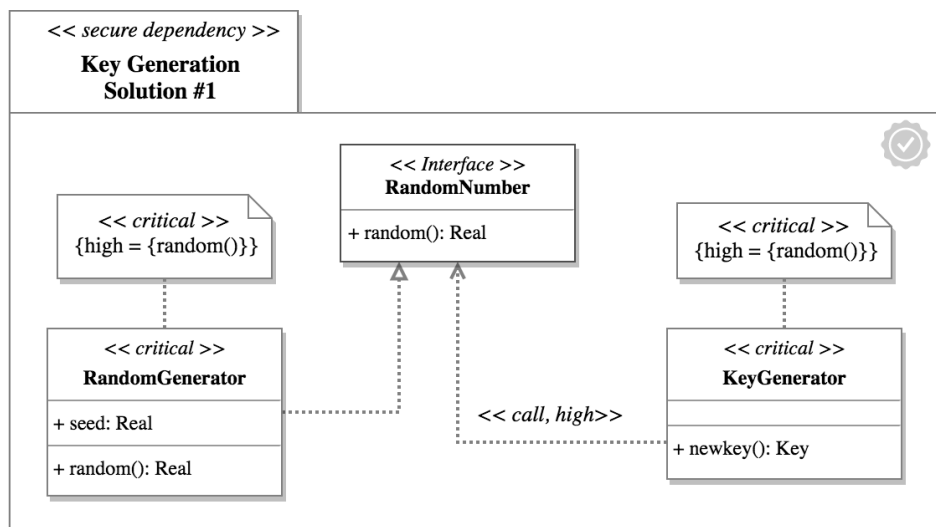 << secure dependency >>
Key Generation
Solution #1
<< Interface >>
RandomNumber
+ random(): Real
<< critical >>
{high = {random()}}
<< critical >>
{high = {random()}}
<< critical >>
RandomGenerator
+ seed: Real
+ random(): Real
<< call, high>>
<< critical >>
KeyGenerator
+ newkey(): Key